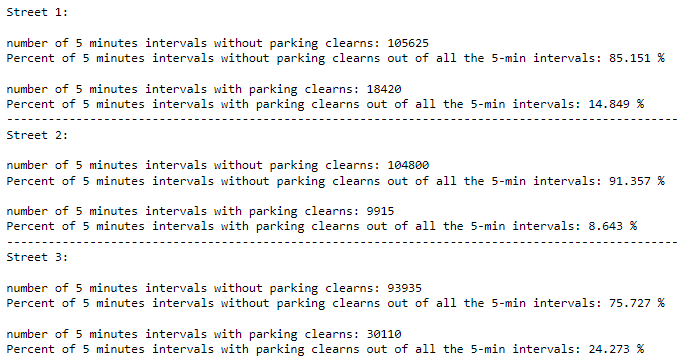 Street 1:
number of 5 minutes intervals without parking clearns: 105625
Percent of 5 minutes intervals without parking clearns out of all the 5-min intervals: 85.151 %
number of 5 minutes intervals with parking clearns: 18420
Percent of 5 minutes intervals with parking clearns out of all the 5-min intervals: 14.849 %
--------------------------------------------------------------------------------------------
Street 2:
number of 5 minutes intervals without parking clearns: 104800
Percent of 5 minutes intervals without parking clearns out of all the 5-min intervals: 91.357 %
number of 5 minutes intervals with parking clearns: 9915
Percent of 5 minutes intervals with parking clearns out of all the 5-min intervals: 8.643 %
--------------------------------------------------------------------------------------------
Street 3:
number of 5 minutes intervals without parking clearns: 93935
Percent of 5 minutes intervals without parking clearns out of all the 5-min intervals: 75.727 %
number of 5 minutes intervals with parking clearns: 30110
Percent of 5 minutes intervals with parking clearns out of all the 5-min intervals: 24.273 %